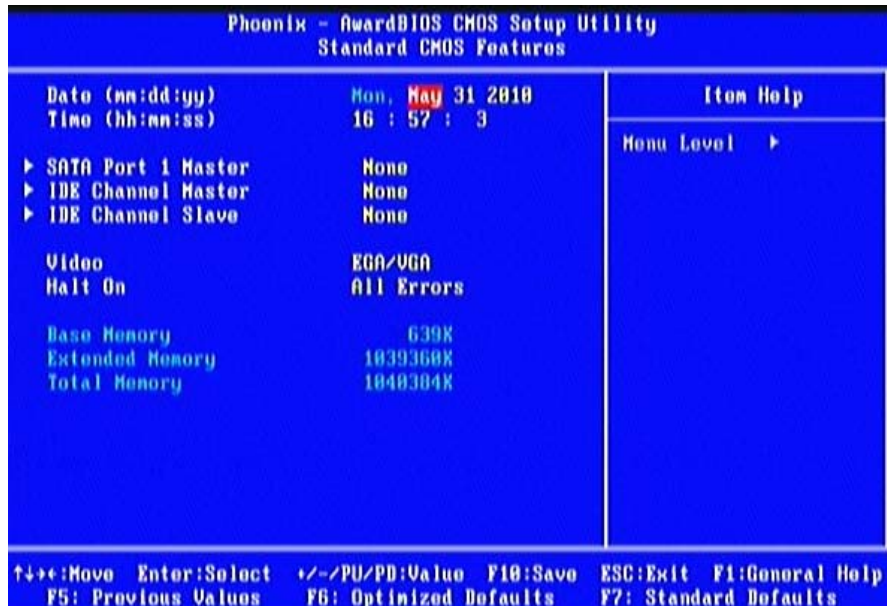 Phoenix - AwardBIOS CMOS Setup Utility
Standard CMOS Features
Date (mm:dd:yy) Mon, May 31 2010
Time (hh:mm:ss) 16 : 57 : 3
SATA Port 1 Master None
IDE Channel Master None
IDE Channel Slave None
Video EGA/VGA
Halt On All Errors
Base Memory 639K
Extended Memory 1039360K
Total Memory 1040384K
Item Help
Menu Level ▶
↑↓→←:Move Enter:Select +/-/PU/PD:Value F10:Save ESC:Exit F1:General Help
F5: Previous Values F6: Optimized Defaults F7: Standard Defaults